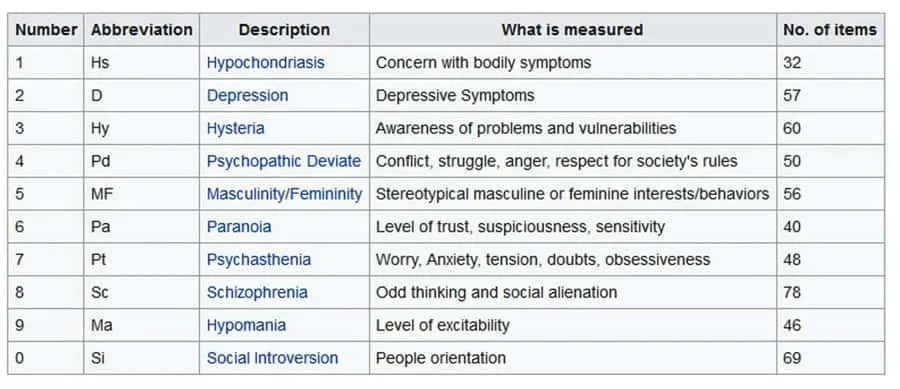 Number Abbreviation Description What is measured No. of items
1 Hs Hypochondriasis Concern with bodily symptoms 32
2 D Depression Depressive Symptoms 57
3 Hy Hysteria Awareness of problems and vulnerabilities 60
4 Pd Psychopathic Deviate Conflict, struggle, anger, respect for society's rules 50
5 MF Masculinity/Femininity Stereotypical masculine or feminine interests/behaviors 56
6 Pa Paranoia Level of trust, suspiciousness, sensitivity 40
7 Pt Psychasthenia Worry, Anxiety, tension, doubts, obsessiveness 48
8 Sc Schizophrenia Odd thinking and social alienation 78
9 Ma Hypomania Level of excitability 46
0 Si Social Introversion People orientation 69